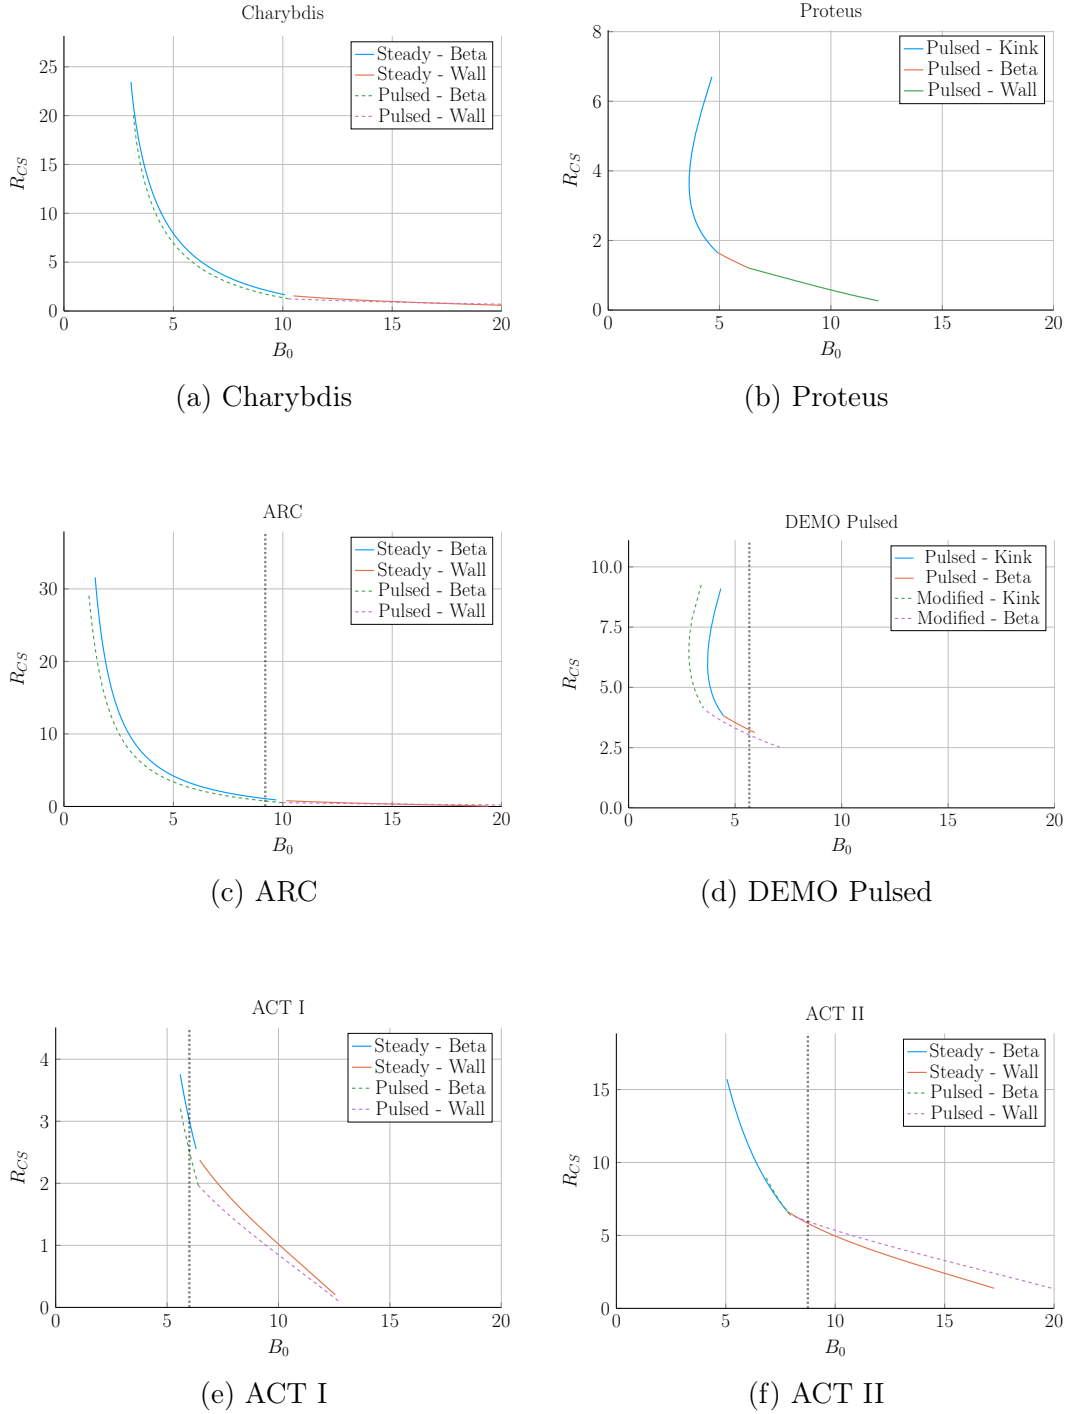 Charybdis
25
20
15
10
5
0
R_CS
0 5 10 15 20
B_0
Steady - Beta
Steady - Wall
Pulsed - Beta
Pulsed - Wall
(a) Charybdis
Proteus
8
6
4
2
0
R_CS
0 5 10 15 20
B_0
Pulsed - Kink
Pulsed - Beta
Pulsed - Wall
(b) Proteus
ARC
30
20
10
0
R_CS
0 5 10 15 20
B_0
Steady - Beta
Steady - Wall
Pulsed - Beta
Pulsed - Wall
(c) ARC
DEMO Pulsed
10.0
7.5
5.0
2.5
0.0
R_CS
0 5 10 15 20
B_0
Pulsed - Kink
Pulsed - Beta
Modified - Kink
Modified - Beta
(d) DEMO Pulsed
ACT I
4
3
2
1
0
R_CS
0 5 10 15 20
B_0
Steady - Beta
Steady - Wall
Pulsed - Beta
Pulsed - Wall
(e) ACT I
ACT II
15
10
5
0
R_CS
0 5 10 15 20
B_0
Steady - Beta
Steady - Wall
Pulsed - Beta
Pulsed - Wall
(f) ACT II